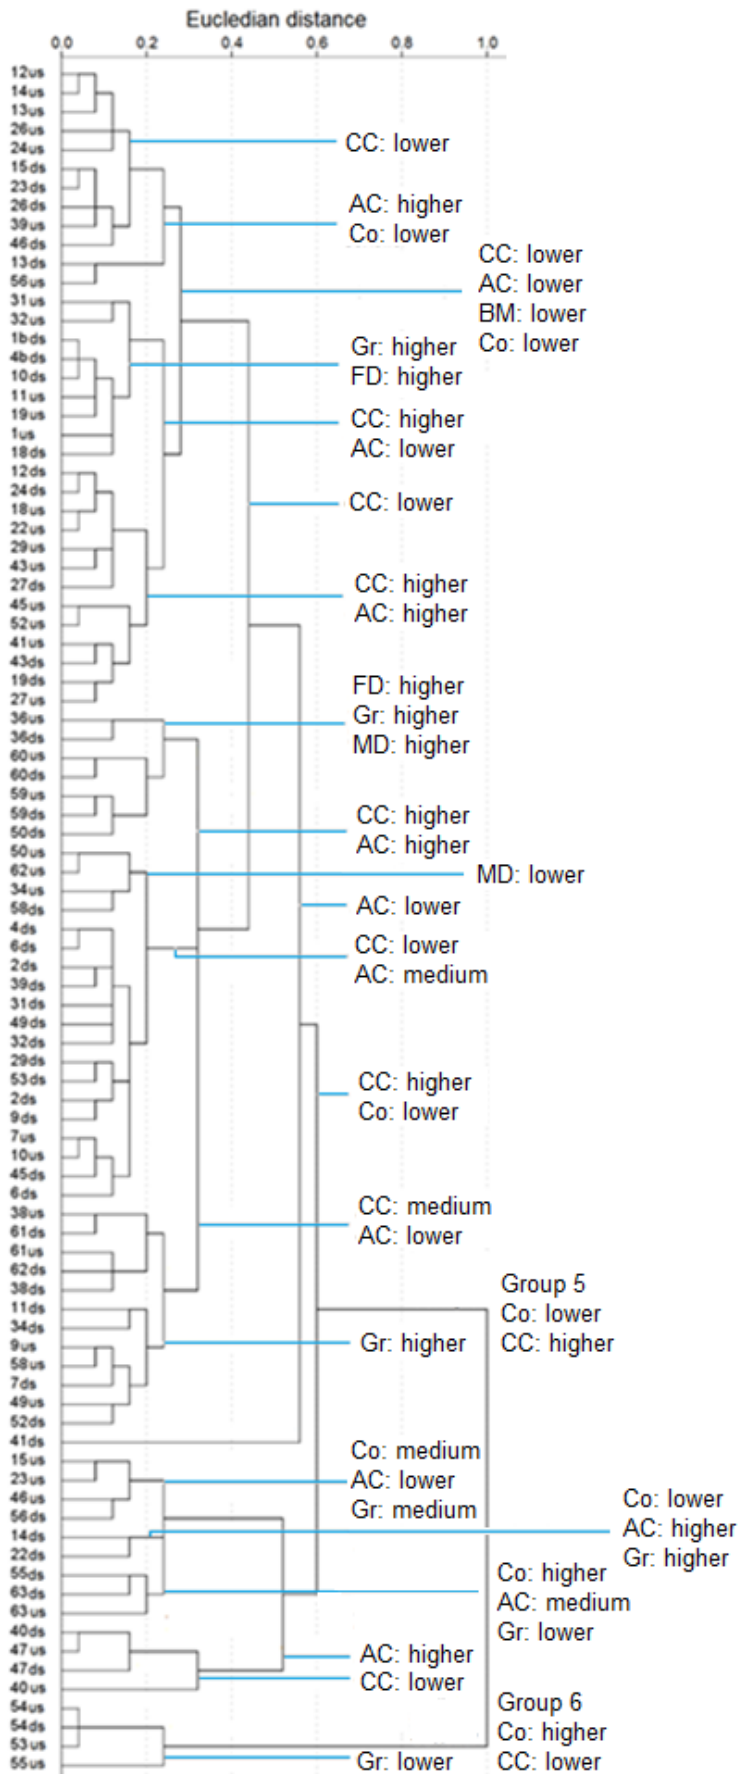 Eucledian distance
0.0 0.2 0.4 0.6 0.8 1.0
12us
14us
13us
26us
24us
CC: lower
15ds
23ds
26ds
AC: higher
39us
Co: lower
46ds
CC: lower
13ds
AC: lower
56us
BM: lower
31us
Co: lower
32us
1bds
Gr: higher
4bds
FD: higher
10ds
11us
19us
CC: higher
1us
AC: lower
18ds
12ds
24ds
CC: lower
18us
22us
29us
43us
27ds
CC: higher
45us
AC: higher
52us
41us
43ds
19ds
FD: higher
27us
Gr: higher
36us
MD: higher
36ds
60us
60ds
59us
CC: higher
59ds
AC: higher
50ds
50us
62us
MD: lower
34us
58ds
AC: lower
4ds
6ds
CC: lower
2ds
AC: medium
39ds
31ds
49ds
32ds
29ds
53ds
CC: higher
2ds
Co: lower
9ds
7us
10us
45ds
6ds
38us
CC: medium
61ds
AC: lower
61us
62ds
38ds
Group 5
11ds
Co: lower
34ds
CC: higher
9us
Gr: higher
58us
7ds
49us
52ds
41ds
Co: medium
15us
AC: lower
23us
Gr: medium
46us
Co: lower
56ds
AC: higher
14ds
Gr: higher
22ds
55ds
Co: higher
63ds
AC: medium
63us
Gr: lower
40ds
47us
AC: higher
47ds
CC: lower
40us
Group 6
54us
Co: higher
54ds
CC: lower
53us
Gr: lower
55us